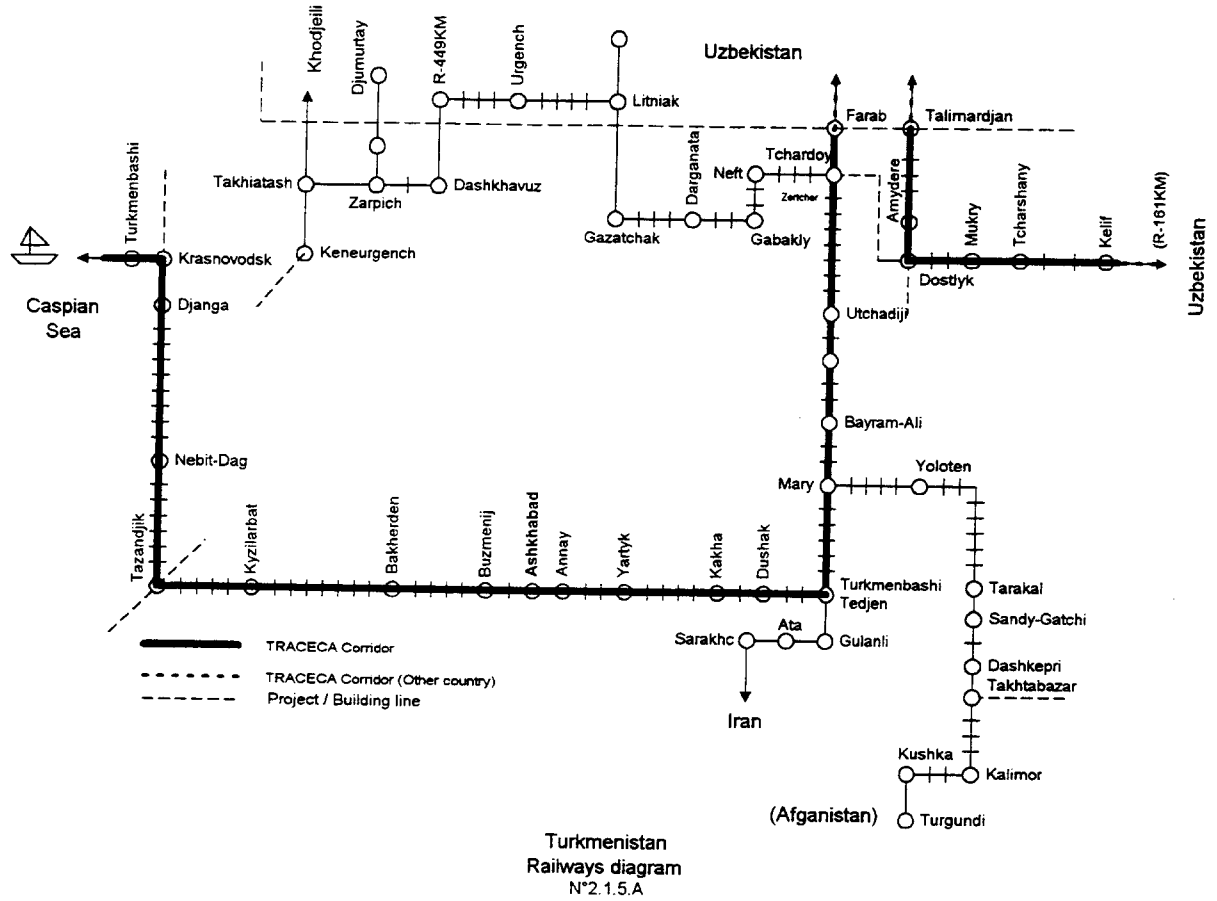 Khodjeili
Djumurtay
R-449KM
Urgench
Uzbekistan
Litniak
Farab
Talimardjan
Turkmenbashi
Takhiatash
Zarpich
Dashkhavuz
Darganata
Neft
Tchardoy
Zertcher
Amydere
Mukry
Tcharshany
Kelif
(R-161KM)
Uzbekistan
Krasnovodsk
Keneurgench
Gazatchak
Gabakly
Dostlyk
Caspian
Sea
Djanga
Utchadiji
Nebit-Dag
Bayram-Ali
Mary
Yoloten
Tazandjik
Kyzilarbat
Bakherden
Buzmenij
Ashkhabad
Annay
Yartyk
Kakha
Dushak
Turkmenbashi
Tedjen
Tarakal
Sandy-Gatchi
Sarakhc
Ata
Gulanli
Dashkepri
Takhtabazar
TRACECA Corridor
TRACECA Corridor (Other country)
Project / Building line
Iran
Kushka
Kalimor
(Afganistan)
Turgundi
Turkmenistan
Railways diagram
N°2.1.5.A